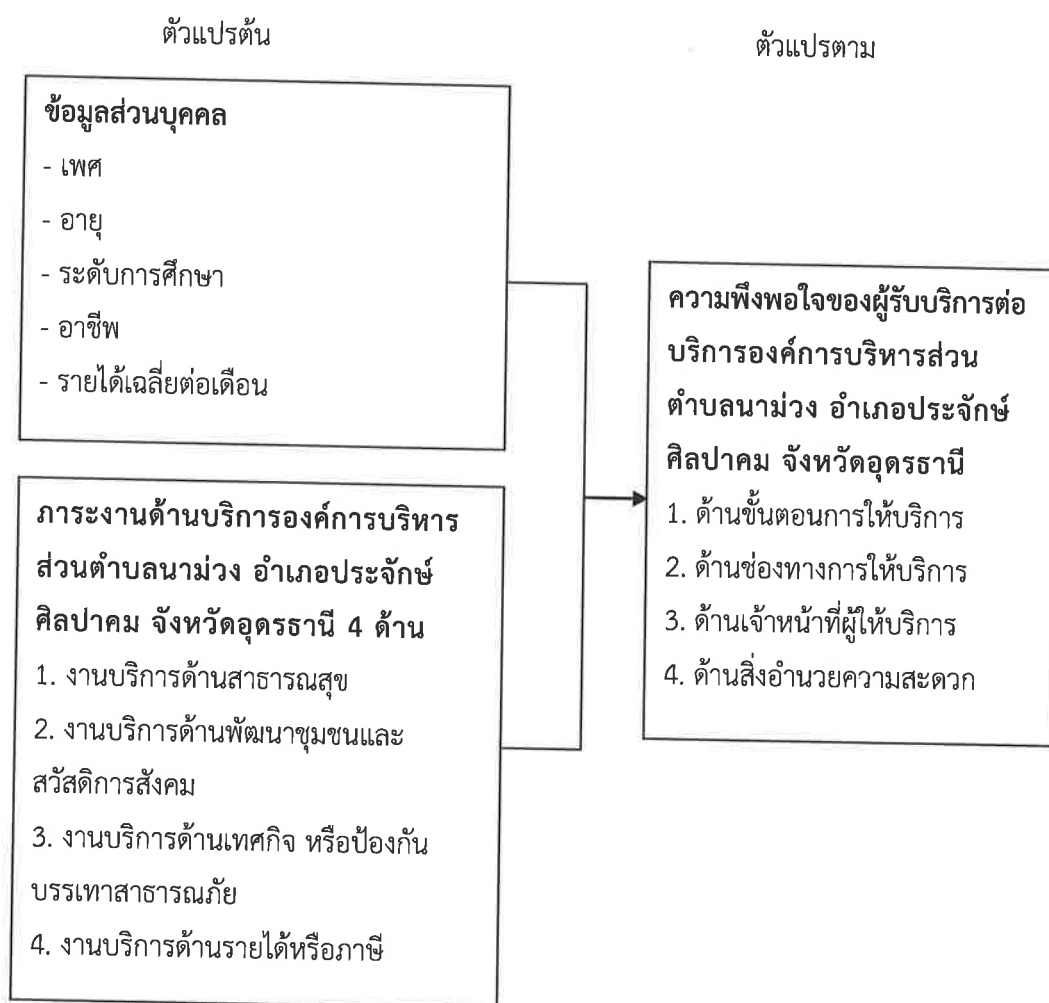 ตัวแปรต้น
ตัวแปรตาม
ข้อมูลส่วนบุคคล
- เพศ
- อายุ
- ระดับการศึกษา
- อาชีพ
- รายได้เฉลี่ยต่อเดือน
ภาระงานด้านบริการองค์การบริหาร
ส่วนตำบลนาม่วง อำเภอประจักษ์
ศิลปาคม จังหวัดอุดรธานี 4 ด้าน
1. งานบริการด้านสาธารณสุข
2. งานบริการด้านพัฒนาชุมชนและ
สวัสดิการสังคม
3. งานบริการด้านเทศกิจ หรือป้องกัน
บรรเทาสาธารณภัย
4. งานบริการด้านรายได้หรือภาษี
ความพึงพอใจของผู้รับบริการต่อ
บริการองค์การบริหารส่วน
ตำบลนาม่วง อำเภอประจักษ์
ศิลปาคม จังหวัดอุดรธานี
1. ด้านขั้นตอนการให้บริการ
2. ด้านช่องทางการให้บริการ
3. ด้านเจ้าหน้าที่ผู้ให้บริการ
4. ด้านสิ่งอำนวยความสะดวก